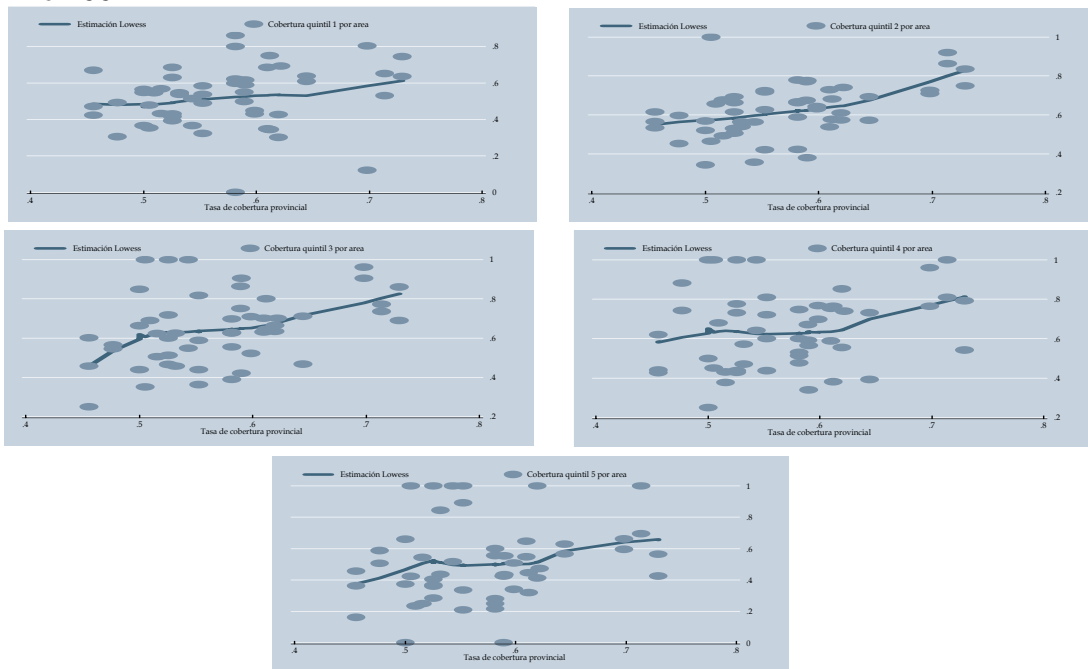 Estimación Lowess Cobertura quintil 1 por area
.8
.6
.4
.2
0
.4 .5 .6 .7 .8
Tasa de cobertura provincial
Estimación Lowess Cobertura quintil 2 por area
1
.8
.6
.4
.2
.4 .5 .6 .7 .8
Tasa de cobertura provincial
Estimación Lowess Cobertura quintil 3 por area
1
.8
.6
.4
.2
.4 .5 .6 .7 .8
Tasa de cobertura provincial
Estimación Lowess Cobertura quintil 4 por area
1
.8
.6
.4
.2
.4 .5 .6 .7 .8
Tasa de cobertura provincial
Estimación Lowess Cobertura quintil 5 por area
1
.8
.6
.4
.2
0
.4 .5 .6 .7 .8
Tasa de cobertura provincial